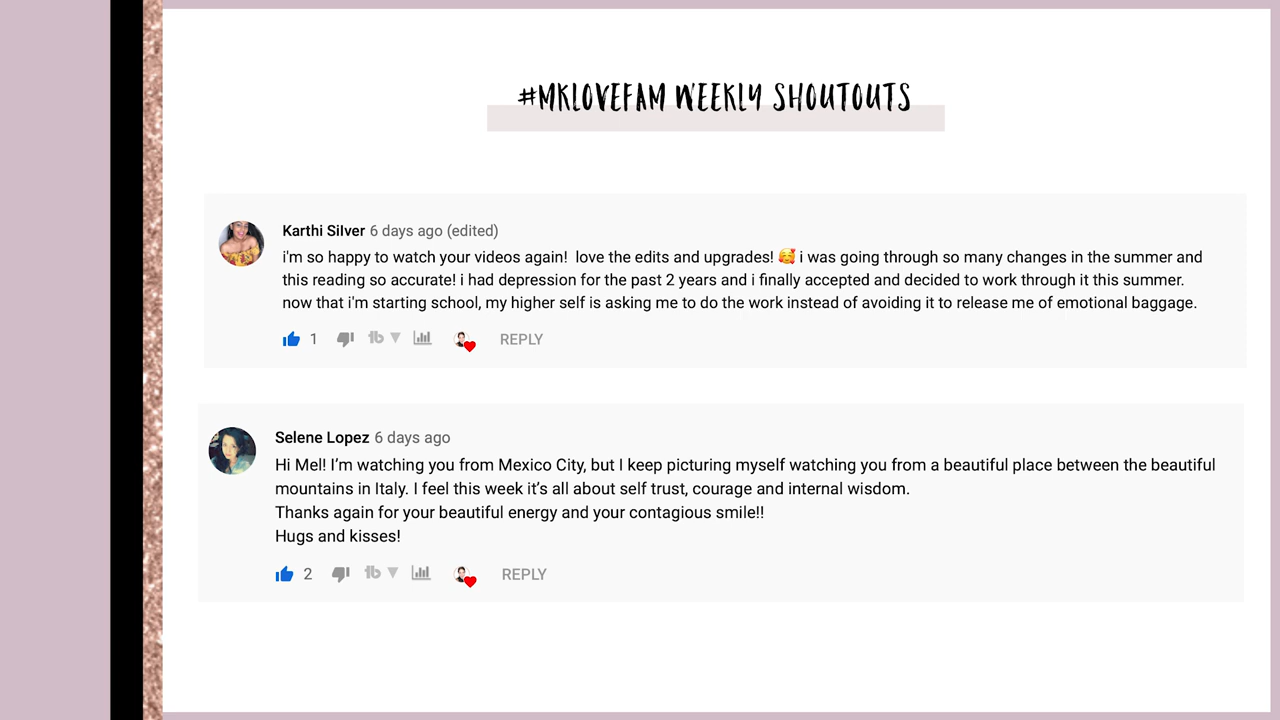 #MKLOVEFAM WEEKLY SHOUTOUTS
Karthi Silver 6 days ago (edited)
i'm so happy to watch your videos again!  love the edits and upgrades! 🥰 i was going through so many changes in the summer and
this reading so accurate! i had depression for the past 2 years and i finally accepted and decided to work through it this summer.
now that i'm starting school, my higher self is asking me to do the work instead of avoiding it to release me of emotional baggage.
1 tb REPLY
Selene Lopez 6 days ago
Hi Mel! I’m watching you from Mexico City, but I keep picturing myself watching you from a beautiful place between the beautiful
mountains in Italy. I feel this week it’s all about self trust, courage and internal wisdom.
Thanks again for your beautiful energy and your contagious smile!!
Hugs and kisses!
2 tb REPLY